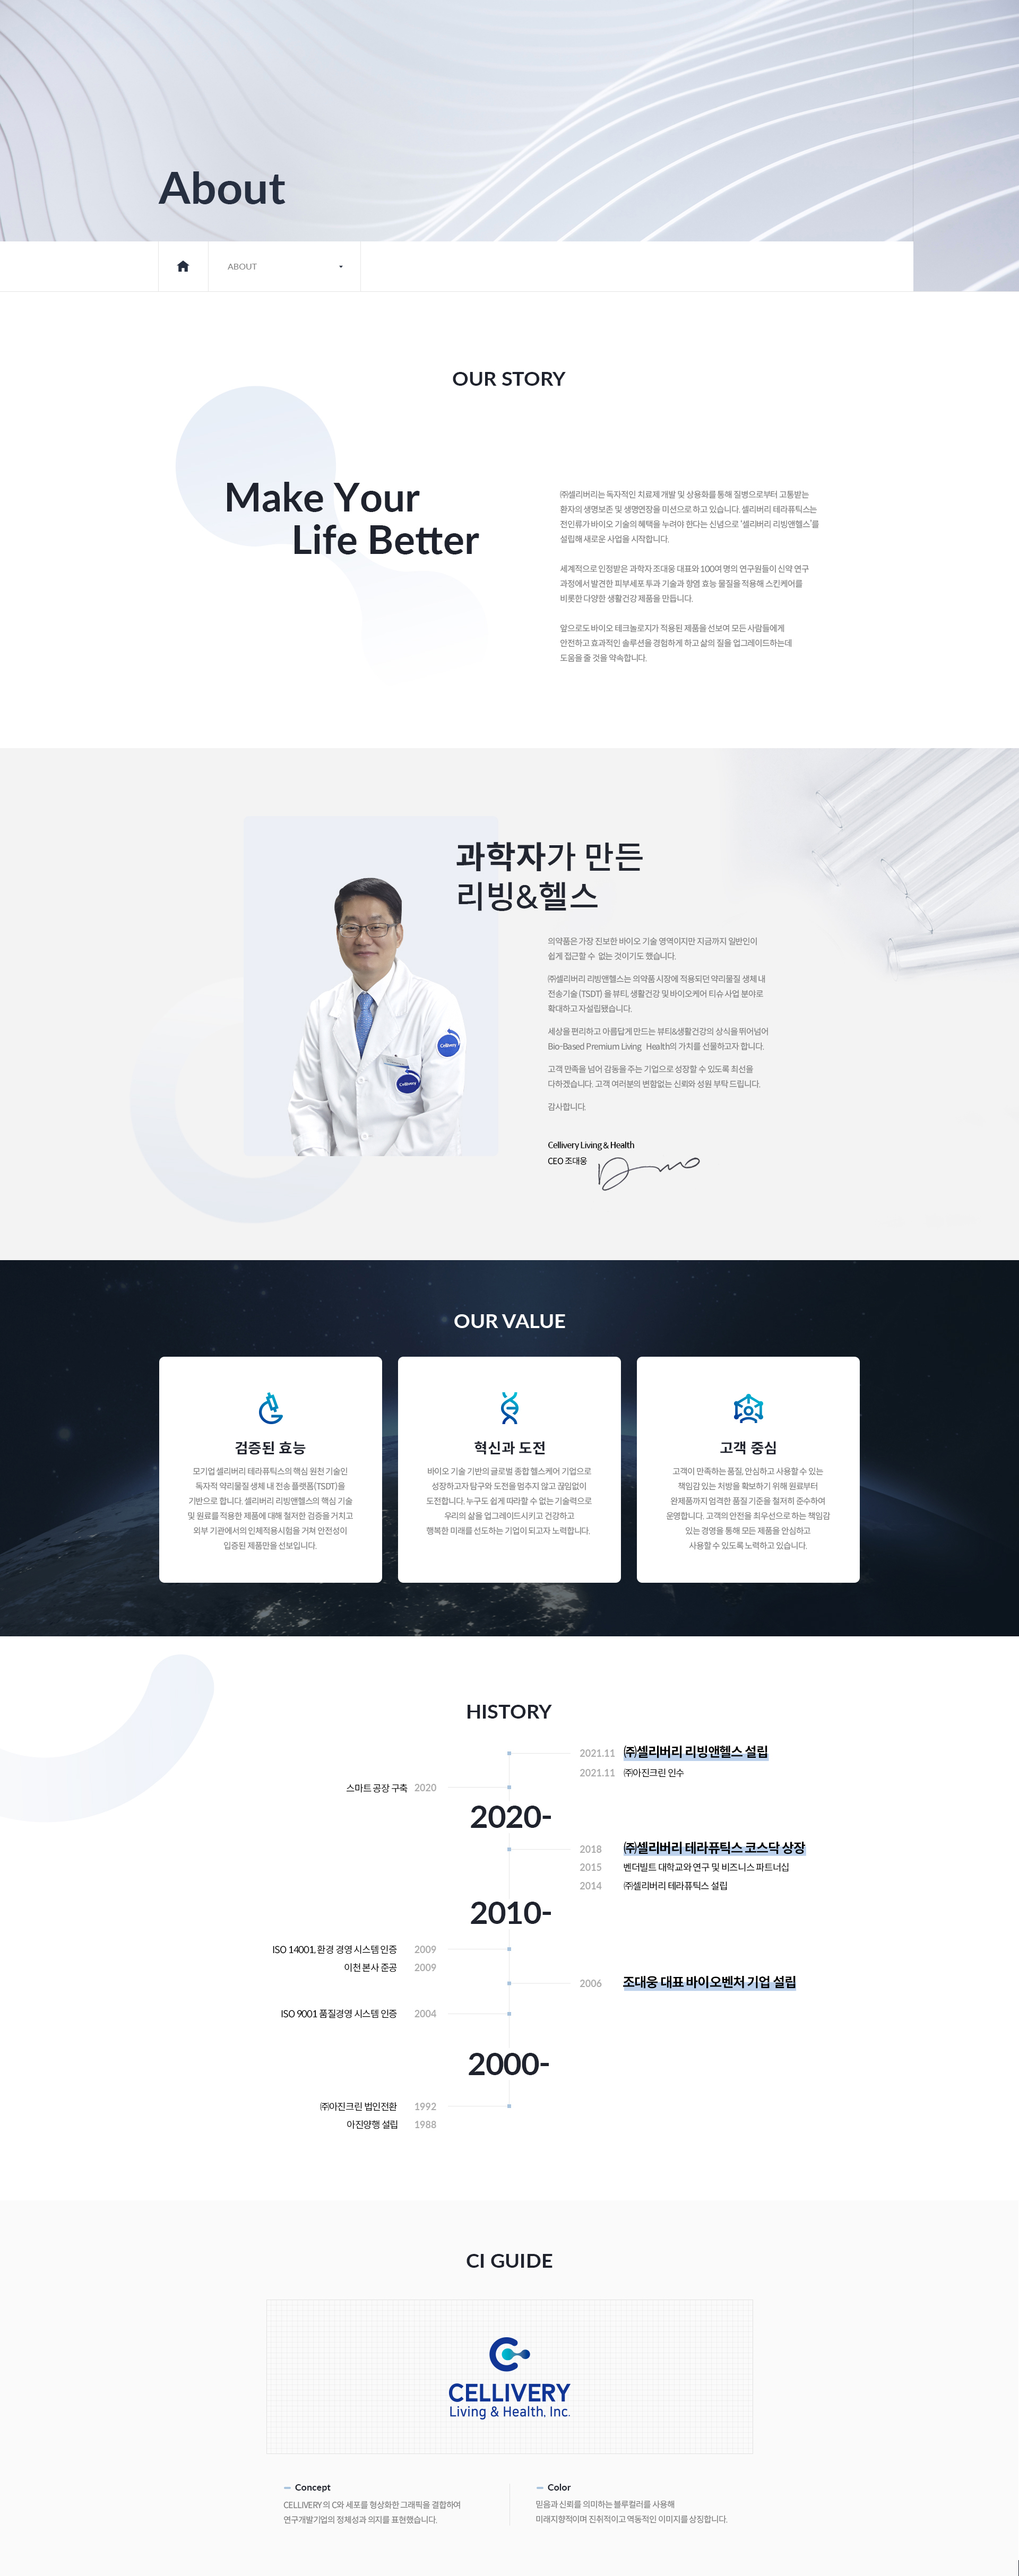 About
ABOUT
OUR STORY
Make Your
Life Better
㈜셀리버리는 독자적인 치료제 개발 및 상용화를 통해 질병으로부터 고통받는
환자의 생명보존 및 생명연장을 미션으로 하고 있습니다. 셀리버리 테라퓨틱스는
전인류가 바이오 기술의 혜택을 누려야 한다는 신념으로 '셀리버리 리빙앤헬스'를
설립해 새로운 사업을 시작합니다.
세계적으로 인정받은 과학자 조대웅 대표와 100여 명의 연구원들이 신약 연구
과정에서 발견한 피부세포 투과 기술과 항염 효능 물질을 적용해 스킨케어를
비롯한 다양한 생활건강 제품을 만듭니다.
앞으로도 바이오 테크놀로지가 적용된 제품을 선보여 모든 사람들에게
안전하고 효과적인 솔루션을 경험하게 하고 삶의 질을 업그레이드하는데
도움을 줄 것을 약속합니다.
과학자가 만든
리빙&헬스
의약품은 가장 진보한 바이오 기술 영역이지만 지금까지 일반인이
쉽게 접근할 수 없는 것이기도 했습니다.
㈜셀리버리 리빙앤헬스는 의약품 시장에 적용되던 약리물질 생체 내
전송기술 (TSDT) 을 뷰티, 생활건강 및 바이오케어 티슈 사업 분야로
확대하고자 설립됐습니다.
세상을 편리하고 아름답게 만드는 뷰티&생활건강의 상식을 뛰어넘어
Bio-Based Premium Living Health의 가치를 선물하고자 합니다.
고객 만족을 넘어 감동을 주는 기업으로 성장할 수 있도록 최선을
다하겠습니다. 고객 여러분의 변함없는 신뢰와 성원 부탁 드립니다.
감사합니다.
Cellivery
Cellivery
Cellivery Living & Health
CEO 조대웅
OUR VALUE
검증된 효능
모기업 셀리버리 테라퓨틱스의 핵심 원천 기술인
독자적 약리물질 생체 내 전송 플랫폼(TSDT)을
기반으로 합니다. 셀리버리 리빙앤헬스의 핵심 기술
및 원료를 적용한 제품에 대해 철저한 검증을 거치고
외부 기관에서의 인체적용시험을 거쳐 안전성이
입증된 제품만을 선보입니다.
혁신과 도전
바이오 기술 기반의 글로벌 종합 헬스케어 기업으로
성장하고자 탐구와 도전을 멈추지 않고 끊임없이
도전합니다. 누구도 쉽게 따라할 수 없는 기술력으로
우리의 삶을 업그레이드시키고 건강하고
행복한 미래를 선도하는 기업이 되고자 노력합니다.
고객 중심
고객이 만족하는 품질, 안심하고 사용할 수 있는
책임감 있는 처방을 확보하기 위해 원료부터
완제품까지 엄격한 품질 기준을 철저히 준수하여
운영합니다. 고객의 안전을 최우선으로 하는 책임감
있는 경영을 통해 모든 제품을 안심하고
사용할 수 있도록 노력하고 있습니다.
HISTORY
2021.11 ㈜셀리버리 리빙앤헬스 설립
2021.11 ㈜아진크린 인수
스마트 공장 구축 2020
2020-
2018 ㈜셀리버리 테라퓨틱스 코스닥 상장
2015 벤더빌트 대학교와 연구 및 비즈니스 파트너십
2014 ㈜셀리버리 테라퓨틱스 설립
2010-
ISO 14001, 환경 경영 시스템 인증 2009
이천 본사 준공 2009
2006 조대웅 대표 바이오벤처 기업 설립
ISO 9001 품질경영 시스템 인증 2004
2000-
㈜아진크린 법인전환 1992
아진양행 설립 1988
CI GUIDE
CELLIVERY
Living & Health, Inc.
Concept
CELLIVERY 의 C와 세포를 형상화한 그래픽을 결합하여
연구개발기업의 정체성과 의지를 표현했습니다.
Color
믿음과 신뢰를 의미하는 블루컬러를 사용해
미래지향적이며 진취적이고 역동적인 이미지를 상징합니다.